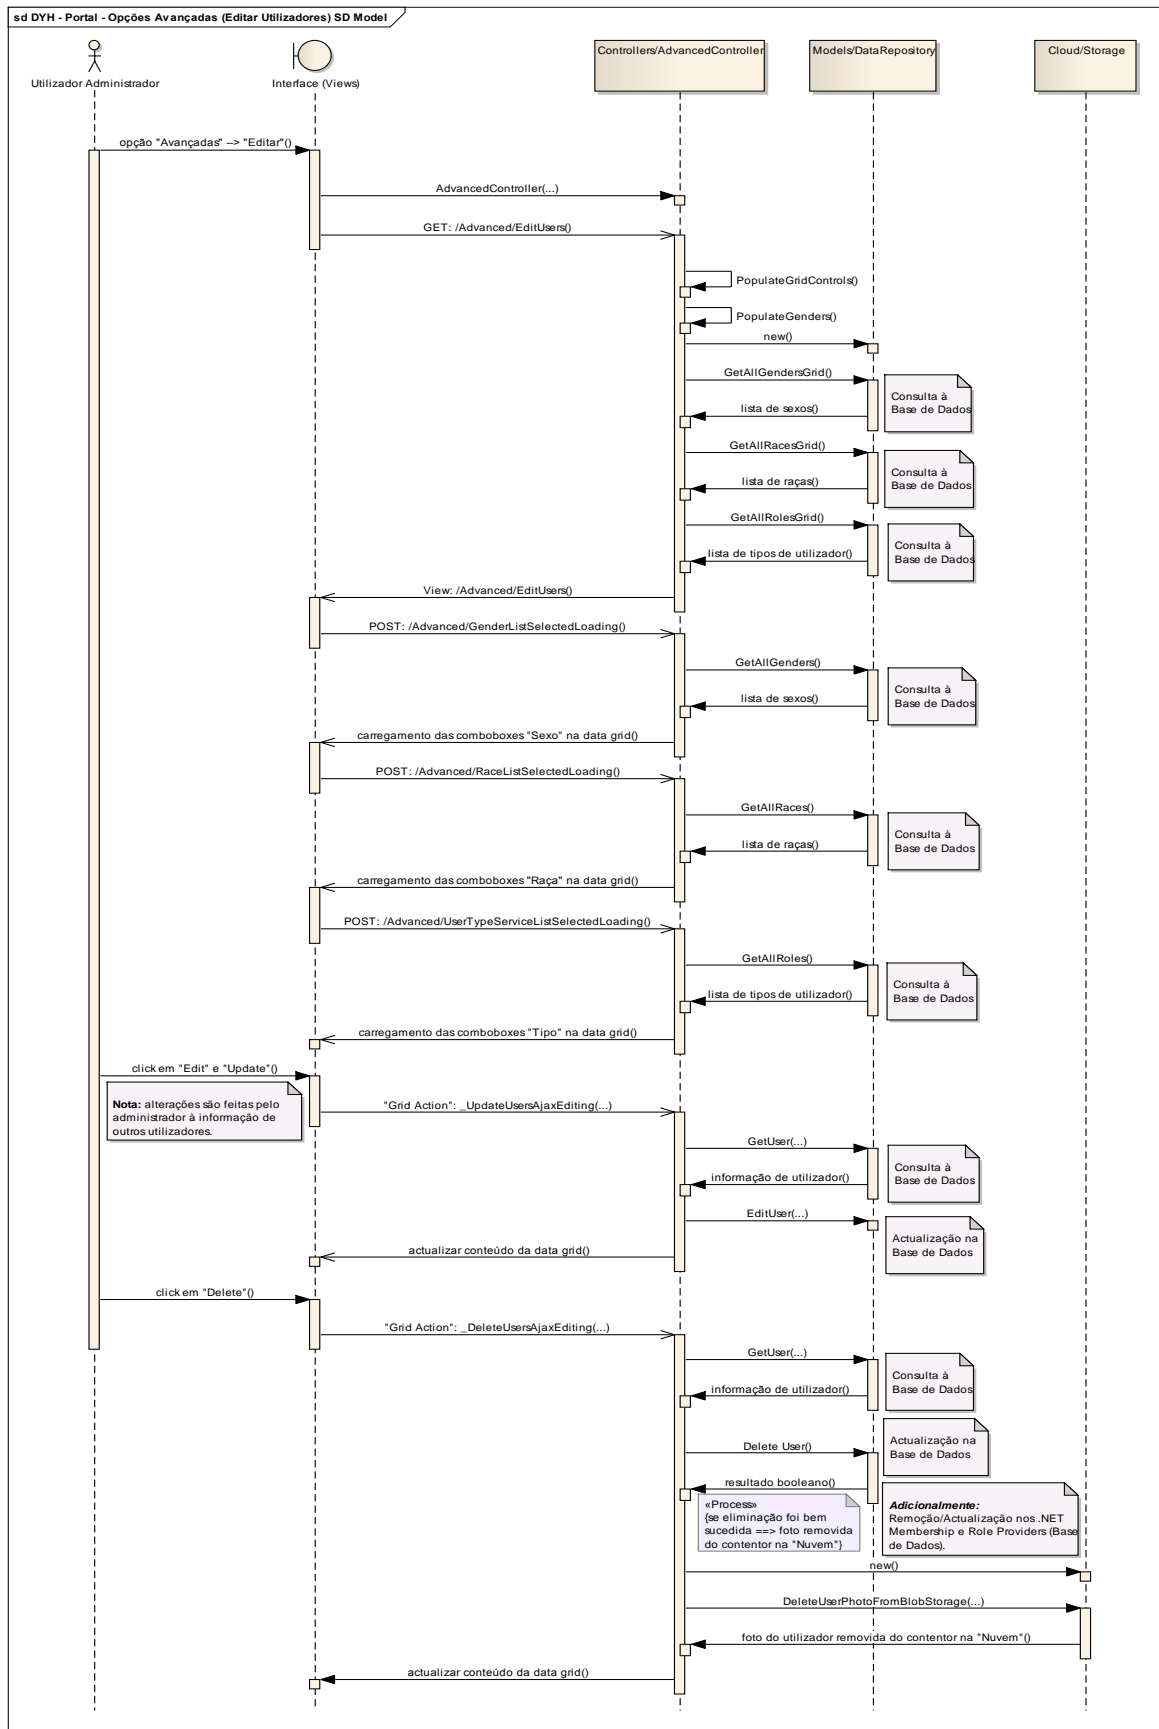 sd DYH - Portal - Opções Avançadas (Editar Utilizadores) SD Model
Utilizador Administrador
Interface (Views)
Controllers/AdvancedController
Models/DataRepository
Cloud/Storage
opção "Avançadas" --> "Editar"()
AdvancedController(...)
GET: /Advanced/EditUsers()
PopulateGridControls()
PopulateGenders()
new()
GetAllGendersGrid()
Consulta à
Base de Dados
lista de sexos()
GetAllRacesGrid()
Consulta à
Base de Dados
lista de raças()
GetAllRolesGrid()
Consulta à
Base de Dados
lista de tipos de utilizador()
View: /Advanced/EditUsers()
POST: /Advanced/GenderListSelectedLoading()
GetAllGenders()
Consulta à
Base de Dados
lista de sexos()
carregamento das comboboxes "Sexo" na data grid()
POST: /Advanced/RaceListSelectedLoading()
GetAllRaces()
Consulta à
Base de Dados
lista de raças()
carregamento das comboboxes "Raça" na data grid()
POST: /Advanced/UserTypeServiceListSelectedLoading()
GetAllRoles()
Consulta à
Base de Dados
lista de tipos de utilizador()
carregamento das comboboxes "Tipo" na data grid()
click em "Edit" e "Update"()
Nota: alterações são feitas pelo
administrador à informação de
outros utilizadores.
"Grid Action": _UpdateUsersAjaxEditing(...)
GetUser(...)
Consulta à
Base de Dados
informação de utilizador()
EditUser(...)
Actualização na
Base de Dados
actualizar conteúdo da data grid()
click em "Delete"()
"Grid Action": _DeleteUsersAjaxEditing(...)
GetUser(...)
Consulta à
Base de Dados
informação de utilizador()
Delete User()
Actualização na
Base de Dados
resultado booleano()
«Process»
{se eliminação foi bem
sucedida ==> foto removida
do contentor na "Nuvem"}
Adicionalmente:
Remoção/Actualização nos .NET
Membership e Role Providers (Base
de Dados).
new()
DeleteUserPhotoFromBlobStorage(...)
foto do utilizador removida do contentor na "Nuvem"()
actualizar conteúdo da data grid()